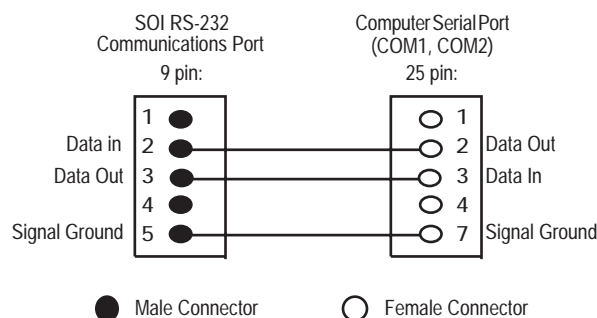 SOI RS-232
Communications Port
9 pin:
Computer Serial Port
(COM1, COM2)
25 pin:
1 1
Data in 2 2 Data Out
Data Out 3 3 Data In
4 4
Signal Ground 5 7 Signal Ground
Male Connector Female Connector